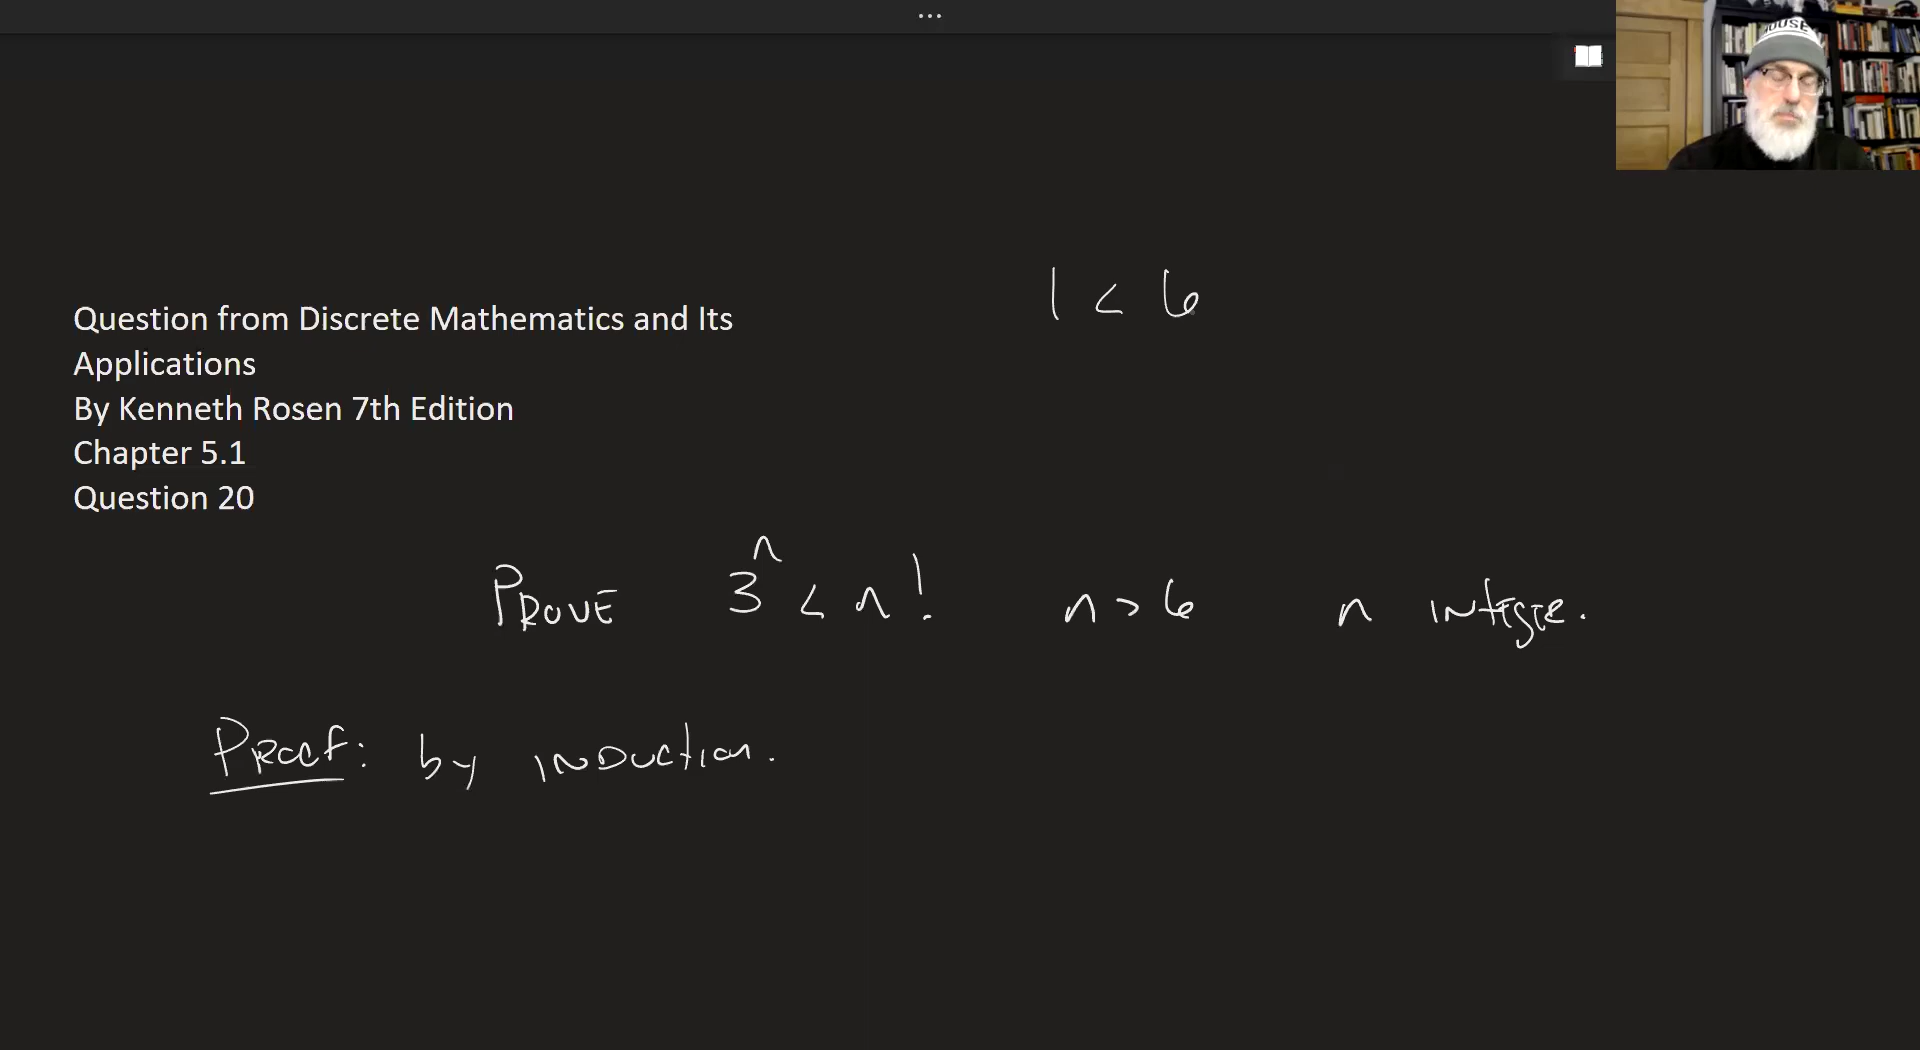 ...
OUSE
1 < 6
Question from Discrete Mathematics and Its
Applications
By Kenneth Rosen 7th Edition
Chapter 5.1
Question 20
PROVE 3^n < n! n > 6 n INTEGER.
PROOF: by INDUCTION.